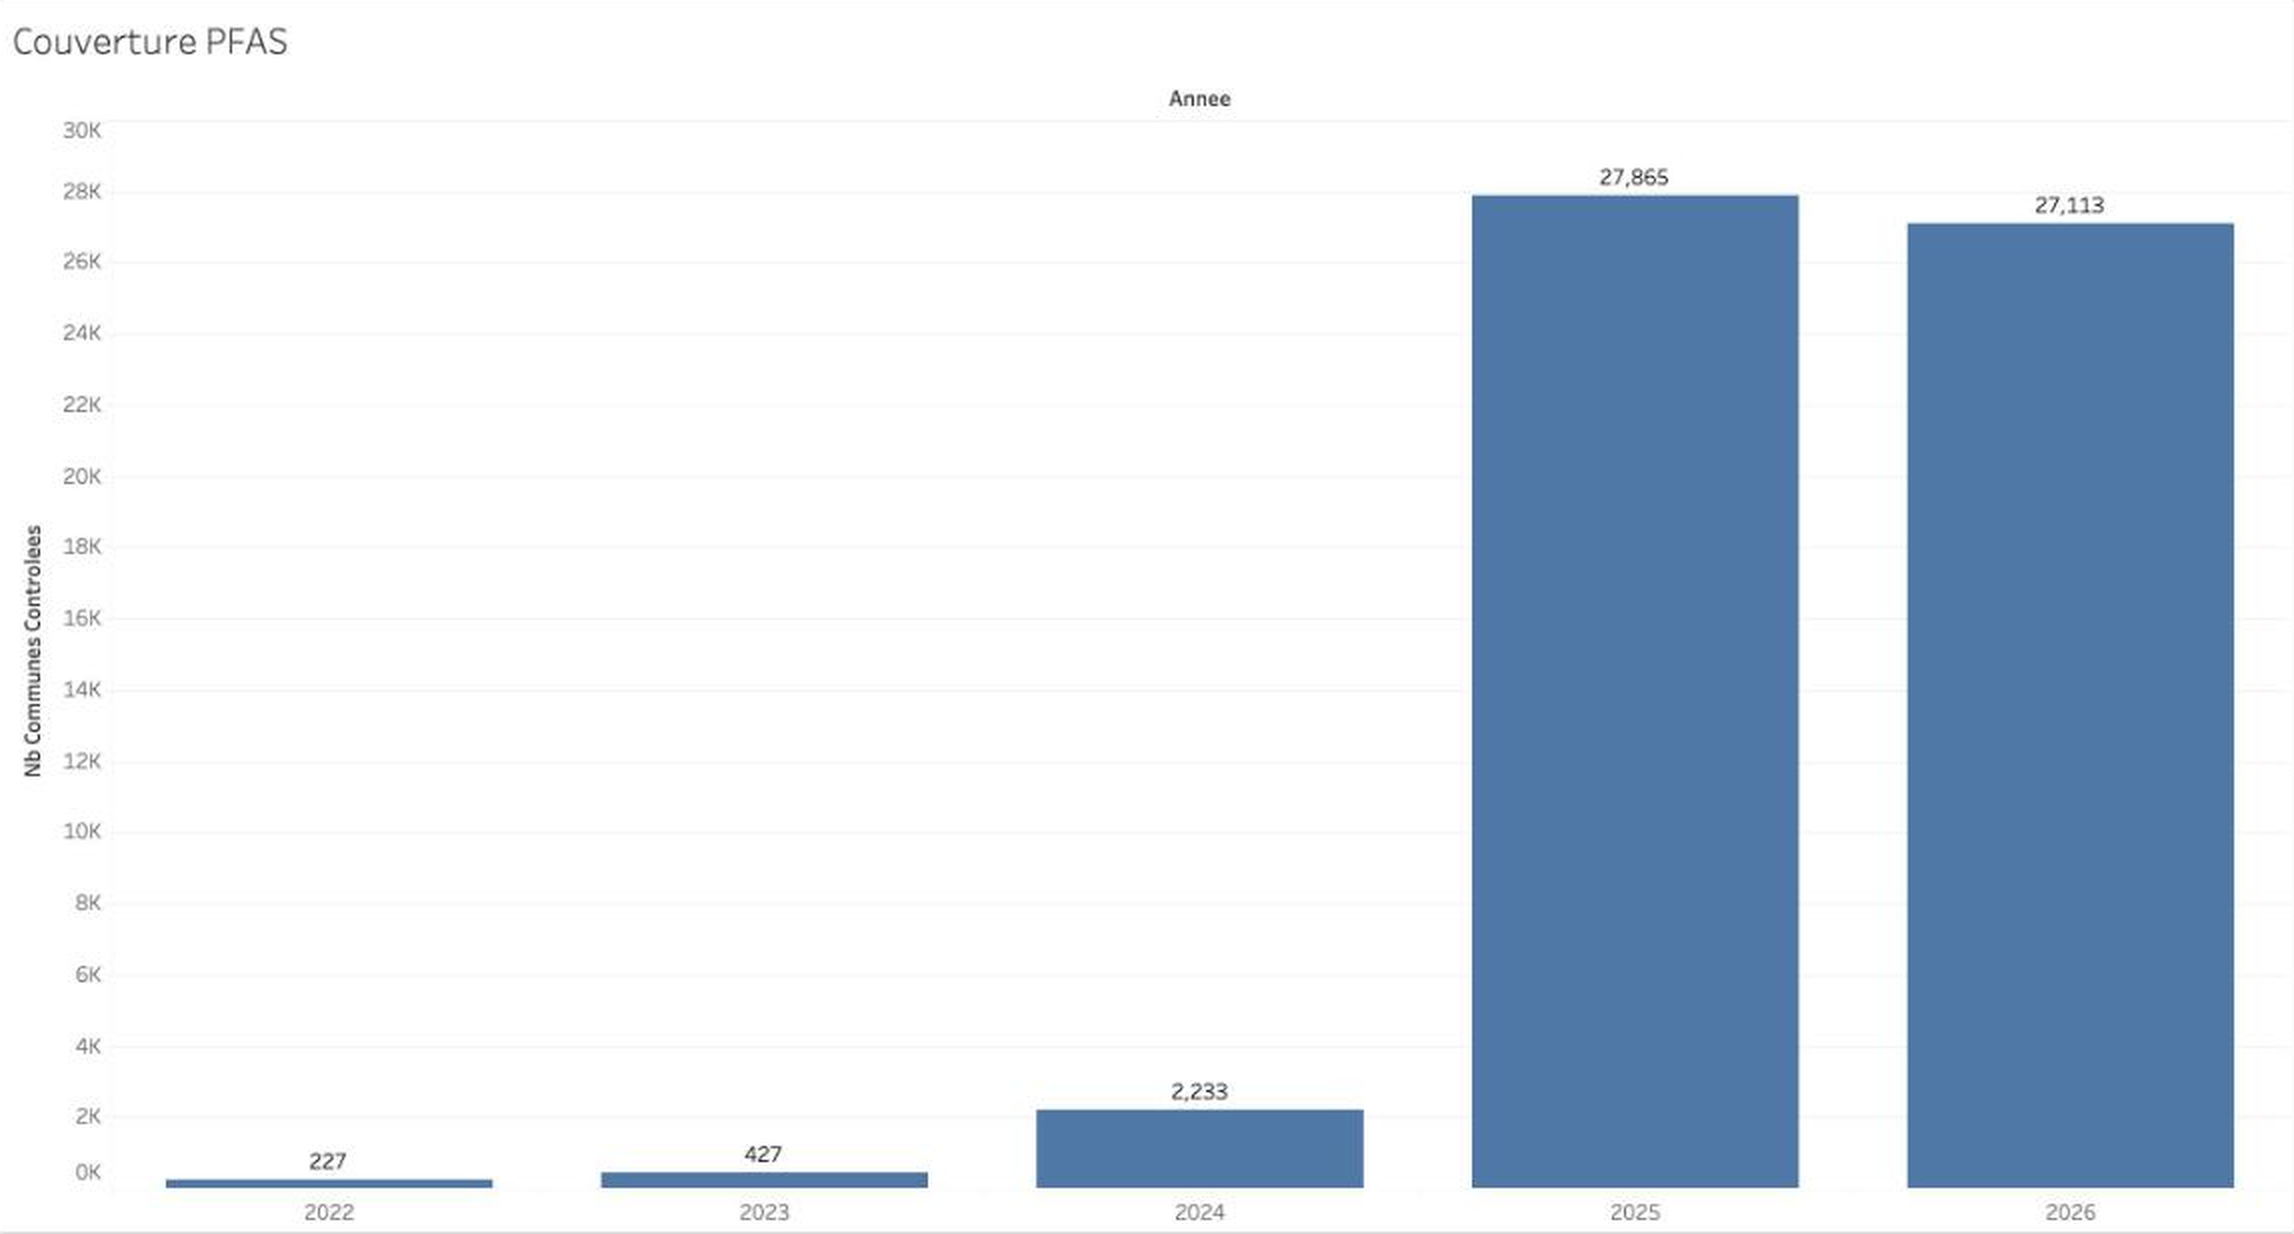 Couverture PFAS
Annee
30K
28K
26K
24K
22K
20K
18K
16K
14K
12K
10K
8K
6K
4K
2K
0K
Nb Communes Controlees
27,865
27,113
2,233
427
227
2022
2023
2024
2025
2026